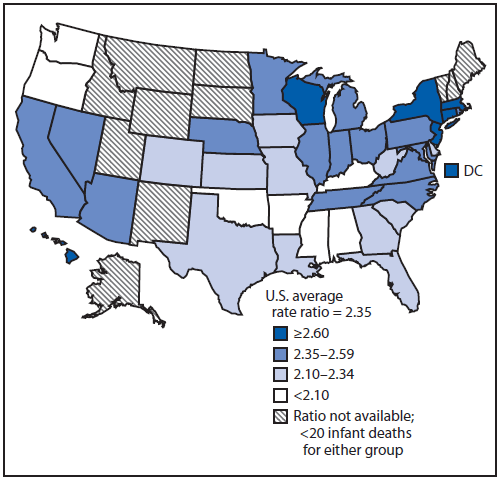 DC
U.S. average
rate ratio = 2.35
≥2.60
2.35–2.59
2.10–2.34
<2.10
Ratio not available;
<20 infant deaths
for either group